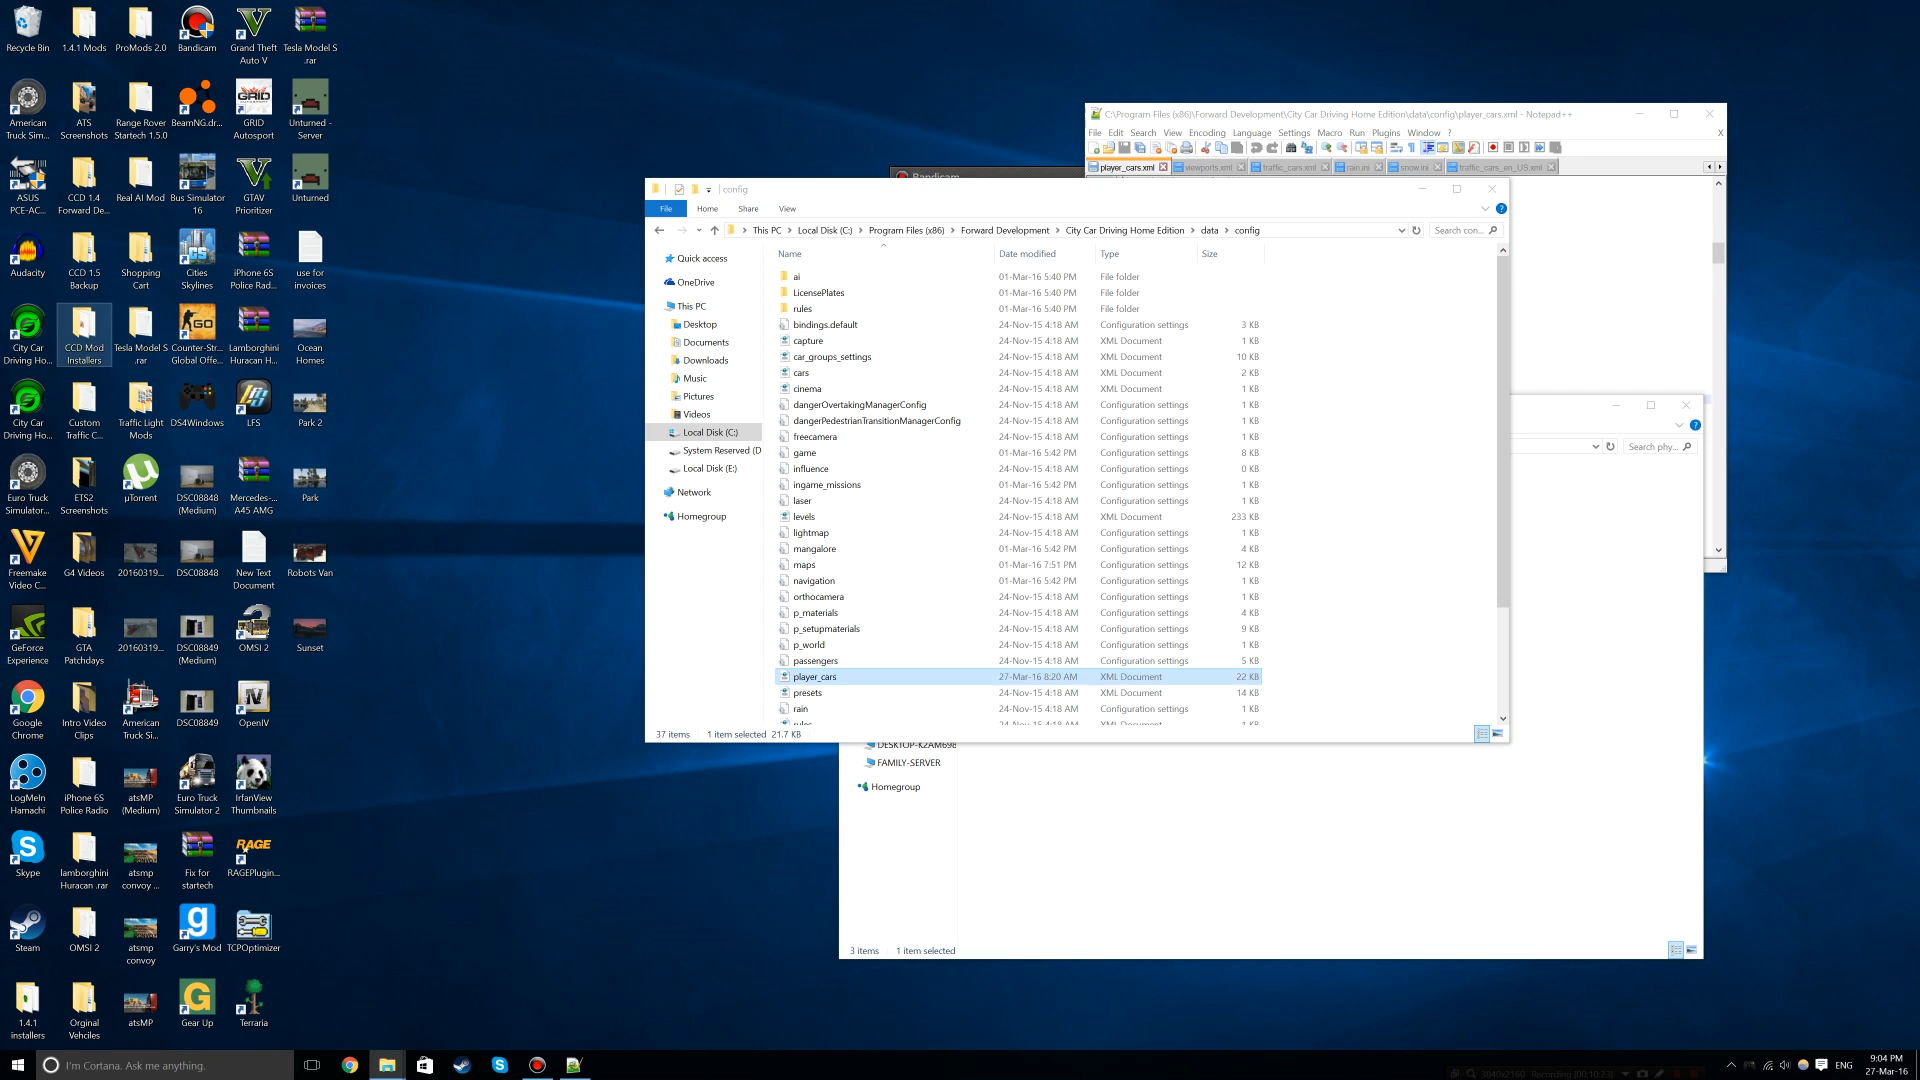 Recycle Bin
1.4.1 Mods
ProMods 2.0
Bandicam
Grand Theft
Auto V
Tesla Model S
.rar
American
Truck Sim...
ATS
Screenshots
Range Rover
Startech 1.5.0
BeamNG.dr...
GRID
Autosport
Unturned -
Server
ASUS
PCE-AC...
CCD 1.4
Forward De...
Real AI Mod
Bus Simulator
16
GTAV
Prioritizer
Unturned
Audacity
CCD 1.5
Backup
Shopping
Cart
Cities
Skylines
iPhone 6S
Police Rad...
use for
invoices
City Car
Driving Ho...
CCD Mod
Installers
Tesla Model S
.rar
Counter-Str...
Global Offe...
Lamborghini
Huracan H...
Ocean
Homes
City Car
Driving Ho...
Custom
Traffic C...
Traffic Light
Mods
DS4Windows
LFS
Park 2
Euro Truck
Simulator...
ETS2
Screenshots
µTorrent
DSC08848
(Medium)
Mercedes-...
A45 AMG
Park
Freemake
Video C...
G4 Videos
20160319...
DSC08848
New Text
Document
Robots Van
GeForce
Experience
GTA
Patchdays
20160319...
DSC08849
(Medium)
OMSI 2
Sunset
Google
Chrome
Intro Video
Clips
American
Truck Si...
DSC08849
OpenIV
LogMeIn
Hamachi
iPhone 6S
Police Radio
atsMP
(Medium)
Euro Truck
Simulator 2
IrfanView
Thumbnails
Skype
lamborghini
Huracan .rar
atsmp
convoy ...
Fix for
startech
RAGE
RAGEPlugin...
Steam
OMSI 2
atsmp
convoy
Garry's Mod
TCPOptimizer
1.4.1
installers
Orginal
Vehciles
atsMP
Gear Up
Terraria
C:\Program Files (x86)\Forward Development\City Car Driving Home Edition\data\config\player_cars.xml - Notepad++
File Edit Search View Encoding Language Settings Macro Run Plugins Window ? X
player_cars.xml viewports.xml traffic_cars.xml rain.ini snow.ini traffic_cars_en_US.xml
Bandicam
config
File Home Share View
This PC Local Disk (C:) Program Files (x86) Forward Development City Car Driving Home Edition data config
Search con...
Quick access
OneDrive
This PC
Desktop
Documents
Downloads
Music
Pictures
Videos
Local Disk (C:)
System Reserved (D
Local Disk (E:)
Network
Homegroup
Name Date modified Type Size
ai 01-Mar-16 5:40 PM File folder
LicensePlates 01-Mar-16 5:40 PM File folder
rules 01-Mar-16 5:40 PM File folder
bindings.default 24-Nov-15 4:18 AM Configuration settings 3 KB
capture 24-Nov-15 4:18 AM XML Document 1 KB
car_groups_settings 24-Nov-15 4:18 AM XML Document 10 KB
cars 24-Nov-15 4:18 AM XML Document 2 KB
cinema 24-Nov-15 4:18 AM XML Document 1 KB
dangerOvertakingManagerConfig 24-Nov-15 4:18 AM XML Document 1 KB
dangerPedestrianTransitionManagerConfig 24-Nov-15 4:18 AM XML Document 1 KB
freecamera 24-Nov-15 4:18 AM Configuration settings 1 KB
game 01-Mar-16 5:42 PM Configuration settings 8 KB
influence 24-Nov-15 4:18 AM Configuration settings 0 KB
ingame_missions 01-Mar-16 5:42 PM Configuration settings 1 KB
laser 24-Nov-15 4:18 AM Configuration settings 1 KB
levels 24-Nov-15 4:18 AM XML Document 233 KB
lightmap 24-Nov-15 4:18 AM Configuration settings 1 KB
mangalore 01-Mar-16 5:42 PM Configuration settings 4 KB
maps 01-Mar-16 7:51 PM Configuration settings 12 KB
navigation 01-Mar-16 5:42 PM Configuration settings 1 KB
orthocamera 24-Nov-15 4:18 AM Configuration settings 1 KB
p_materials 24-Nov-15 4:18 AM Configuration settings 4 KB
p_setupmaterials 24-Nov-15 4:18 AM Configuration settings 9 KB
p_world 24-Nov-15 4:18 AM Configuration settings 1 KB
passengers 24-Nov-15 4:18 AM Configuration settings 5 KB
player_cars 27-Mar-16 8:20 AM XML Document 22 KB
presets 24-Nov-15 4:18 AM XML Document 14 KB
rain 24-Nov-15 4:18 AM Configuration settings 1 KB
rules 24-Nov-15 4:18 AM XML Document 1 KB
37 items 1 item selected 21.7 KB
Search phy...
DESKTOP-K2AM698
FAMILY-SERVER
Homegroup
3 items 1 item selected
I'm Cortana. Ask me anything.
3840x2160 Recording [00:10:23]
ENG
9:04 PM
27-Mar-16